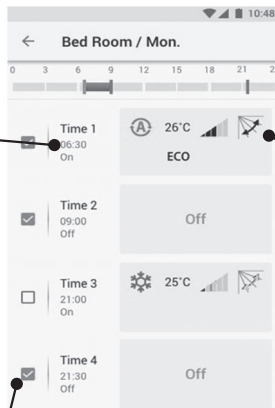 10:48
Bed Room / Mon.
0 3 6 9 12 15 18 21 2
Time 1
06:30
On
A 26°C
ECO
Time 2
09:00
Off
Off
Time 3
21:00
On
25°C
Time 4
21:30
Off
Off